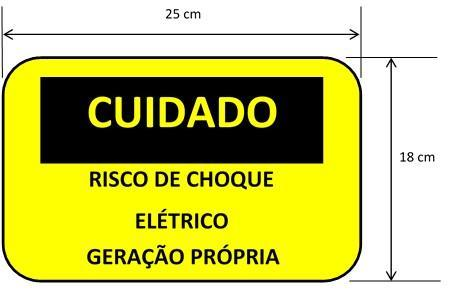 25 cm
CUIDADO
RISCO DE CHOQUE
18 cm
ELÉTRICO
GERAÇÃO PRÓPRIA